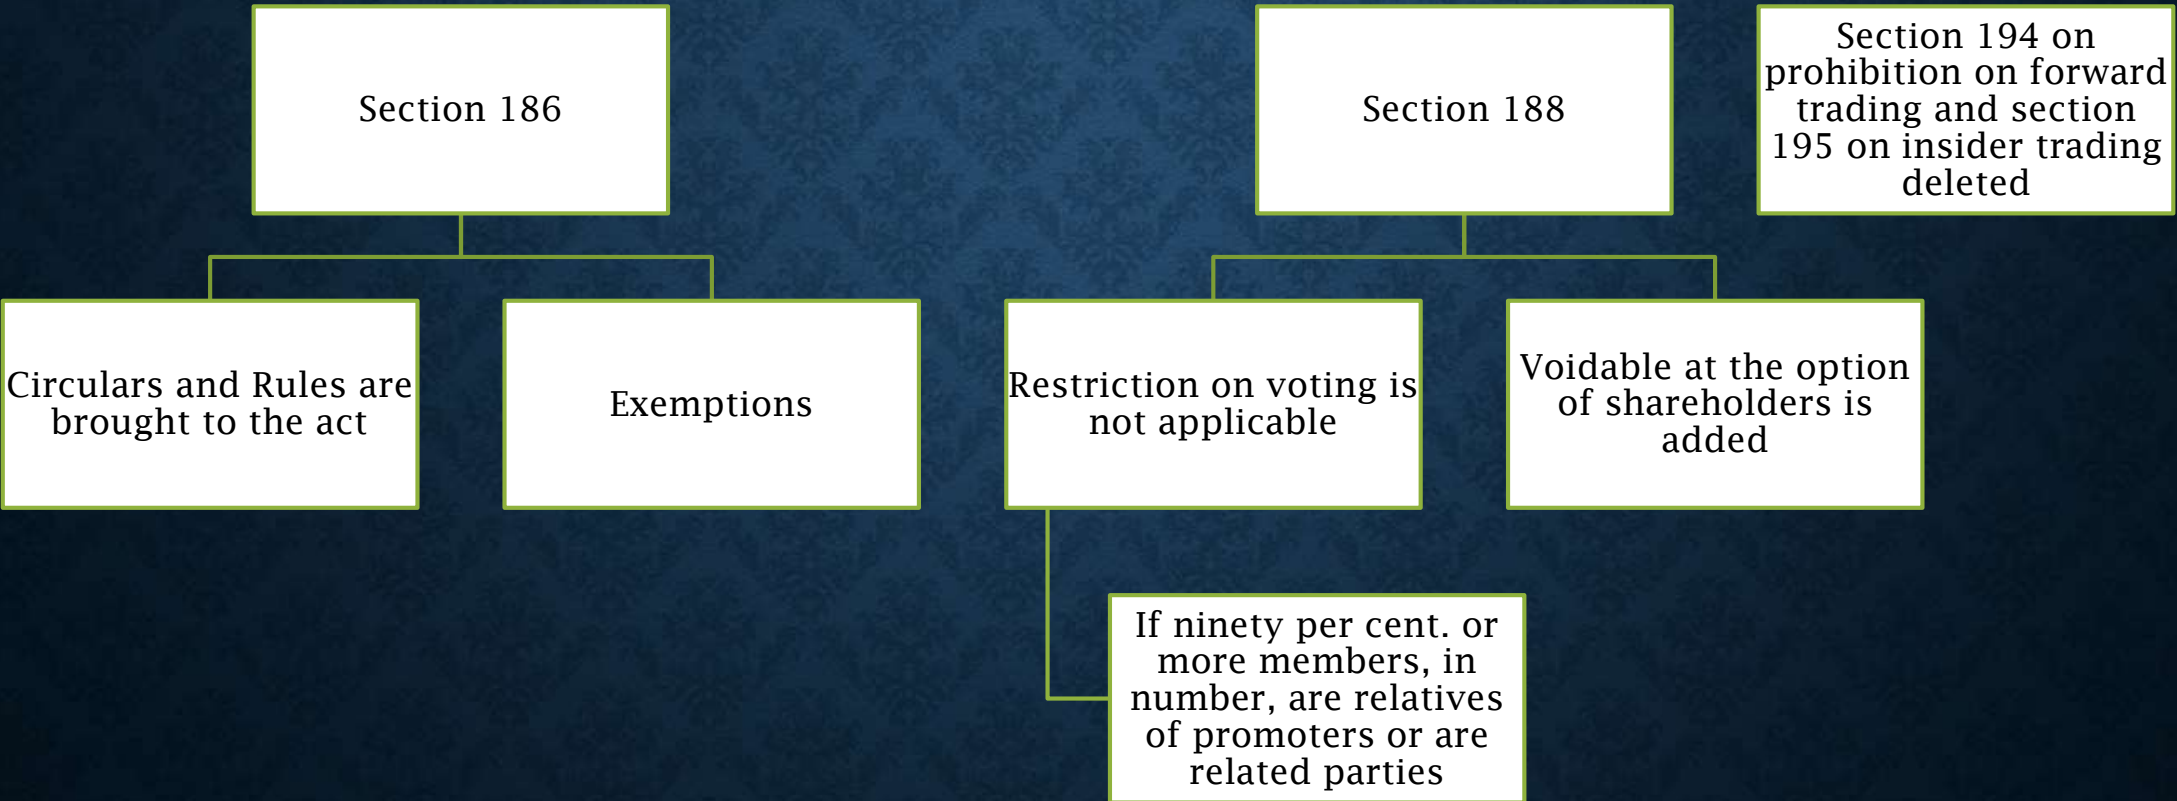 Section 186
Section 188
Section 194 on
prohibition on forward
trading and section
195 on insider trading
deleted
Circulars and Rules are
brought to the act
Exemptions
Restriction on voting is
not applicable
Voidable at the option
of shareholders is
added
If ninety per cent. or
more members, in
number, are relatives
of promoters or are
related parties